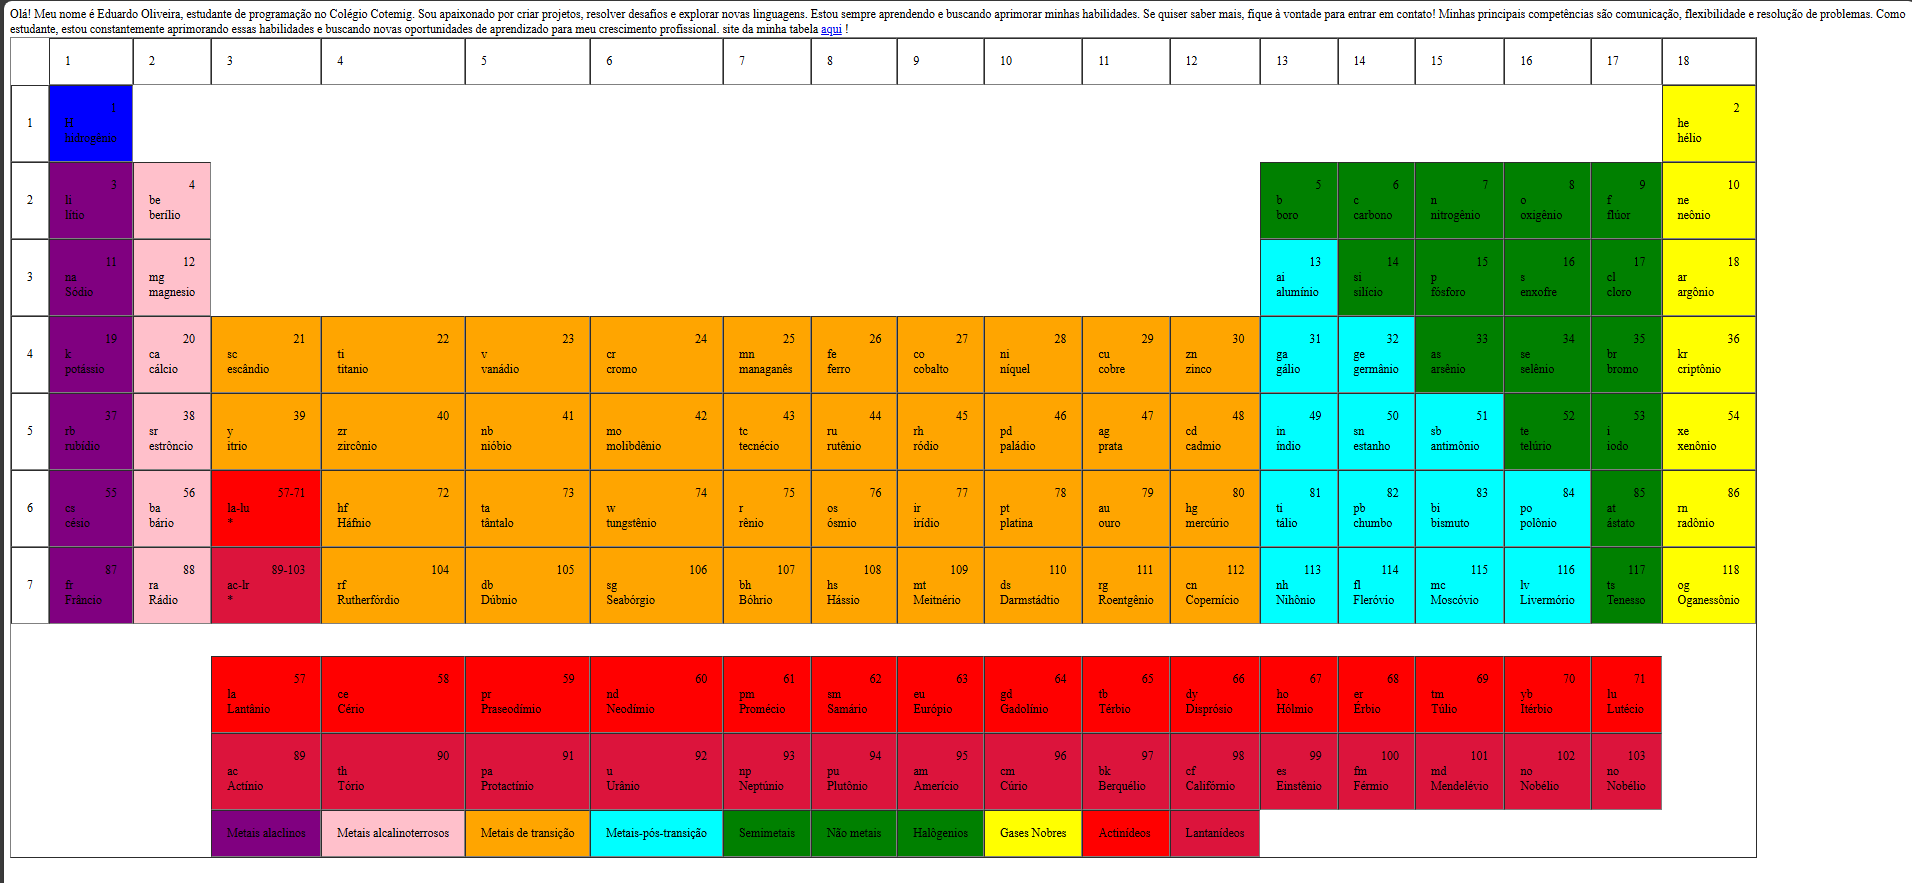 Olá! Meu nome é Eduardo Oliveira, estudante de programação no Colégio Cotemig. Sou apaixonado por criar projetos, resolver desafios e explorar novas linguagens. Estou sempre aprendendo e buscando aprimorar minhas habilidades. Se quiser saber mais, fique à vontade para entrar em contato! Minhas principais competências são comunicação, flexibilidade e resolução de problemas. Como
estudante, estou constantemente aprimorando essas habilidades e buscando novas oportunidades de aprendizado para meu crescimento profissional. site da minha tabela aqui !
1 2 3 4 5 6 7 8 9 10 11 12 13 14 15 16 17 18
1 2
1 H he
hidrogênio hélio
3 4 5 6 7 8 9 10
2 li be b c n o f ne
lítio berílio boro carbono nitrogênio oxigênio flúor neônio
11 12 13 14 15 16 17 18
3 na mg ai si p s cl ar
Sódio magnesio alumínio silício fósforo enxofre cloro argônio
19 20 21 22 23 24 25 26 27 28 29 30 31 32 33 34 35 36
4 k ca sc ti v cr mn fe co ni cu zn ga ge as se br kr
potássio cálcio escândio titanio vanádio cromo managanês ferro cobalto níquel cobre zinco gálio germânio arsênio selênio bromo criptônio
37 38 39 40 41 42 43 44 45 46 47 48 49 50 51 52 53 54
5 rb sr y zr nb mo tc ru rh pd ag cd in sn sb te i xe
rubídio estrôncio itrio zircônio nióbio molibdênio tecnécio rutênio ródio paládio prata cadmio índio estanho antimônio telúrio iodo xenônio
55 56 57-71 72 73 74 75 76 77 78 79 80 81 82 83 84 85 86
6 cs ba la-lu hf ta w r os ir pt au hg ti pb bi po at rn
césio bário * Háfnio tântalo tungstênio rênio ósmio irídio platina ouro mercúrio tálio chumbo bismuto polônio ástato radônio
87 88 89-103 104 105 106 107 108 109 110 111 112 113 114 115 116 117 118
7 fr ra ac-lr rf db sg bh hs mt ds rg cn nh fl mc lv ts og
Frâncio Rádio * Rutherfórdio Dúbnio Seabórgio Bóhrio Hássio Meitnério Darmstádtio Roentgênio Copernício Nihônio Fleróvio Moscóvio Livermório Tenesso Oganessônio
57 58 59 60 61 62 63 64 65 66 67 68 69 70 71
la ce pr nd pm sm eu gd tb dy ho er tm yb lu
Lantânio Cério Praseodímio Neodímio Promécio Samário Európio Gadolínio Térbio Disprósio Hólmio Érbio Túlio Itérbio Lutécio
89 90 91 92 93 94 95 96 97 98 99 100 101 102 103
ac th pa u np pu am cm bk cf es fm md no no
Actínio Tório Protactínio Urânio Neptúnio Plutônio Amerício Cúrio Berquélio Califórnio Einstênio Férmio Mendelévio Nobélio Nobélio
Metais alaclinos Metais alcalinoterrosos Metais de transição Metais-pós-transição Semimetais Não metais Halôgenios Gases Nobres Actinídeos Lantanídeos